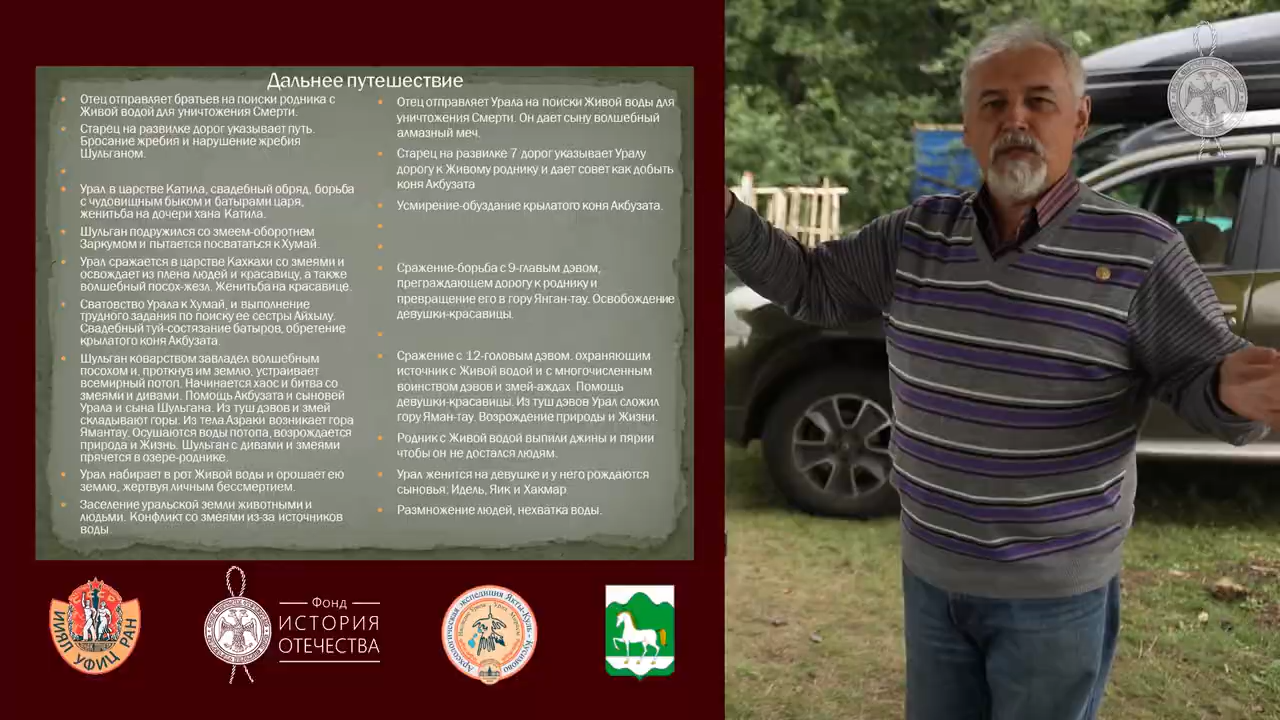 Дальнее путешествие
Отец отправляет братьев на поиски родника с
Живой водой для уничтожения Смерти.
Старец на развилке дорог указывает путь.
Бросание жребия и нарушение жребия
Шульганом.
Урал в царстве Катила, свадебный обряд, борьба
с чудовищным быком и батырами царя,
женитьба на дочери хана Катила.
Шульган подружился со змеем-оборотнем
Заркумом и пытается посвататься к Хумай.
Урал сражается в царстве Кахкахи со змеями и
освождает из плена людей и красавицу, а также
волшебный посох-жезл. Женитьба на красавице.
Сватовство Урала к Хумай, и выполнение
трудного задания по поиску ее сестры Айхылу.
Свадебный туй-состязание батыров, обретение
крылатого коня Акбузата.
Шульган коварством завладел волшебным
посохом и, проткнув им землю, устраивает
всемирный потоп. Начинается хаос и битва со
змеями и дивами. Помощь Акбузата и сыновей
Урала и сына Шульгана. Из туш дэвов и змей
складывают горы. Из тела Азраки возникает гора
Ямантау. Осушаются воды потопа, возрождается
природа и Жизнь. Шульган с дивами и змеями
прячется в озере-роднике.
Урал набирает в рот Живой воды и орошает ею
землю, жертвуя личным бессмертием.
Заселение уральской земли животными и
людьми. Конфликт со змеями из-за источников
воды.
Отец отправляет Урала на поиски Живой воды для
уничтожения Смерти. Он дает сыну волшебный
алмазный меч.
Старец на развилке 7 дорог указывает Уралу
дорогу к Живому роднику и дает совет как добыть
коня Акбузата
Усмирение-обуздание крылатого коня Акбузата.
Сражение-борьба с 9-главым дэвом,
преграждающем дорогу к роднику и
превращение его в гору Янган-тау. Освобождение
девушки-красавицы.
Сражение с 12-головым дэвом, охраняющим
источник с Живой водой и с многочисленным
воинством дэвов и змей-аждах. Помощь
девушки-красавицы. Из туш дэвов Урал сложил
гору Яман-тау. Возрождение природы и Жизни.
Родник с Живой водой выпили джины и пярии
чтобы он не достался людям.
Урал женится на девушке и у него рождаются
сыновья, Идель, Яик и Хакмар.
Размножение людей, нехватка воды.
ИИЯЛ УФИЦ РАН
Фонд
ИСТОРИЯ
ОТЕЧЕСТВА
Археологическая экспедиция Якты-Куль - Кусимово